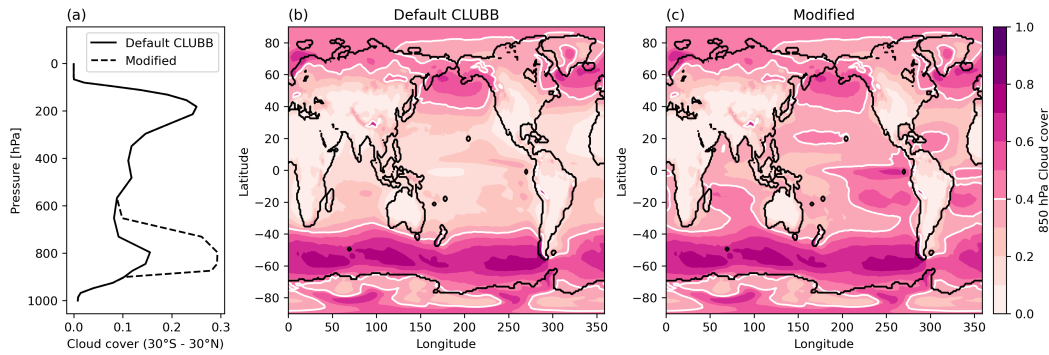 (a)
Default CLUBB
Modified
0
200
400
600
800
1000
Pressure [hPa]
0.0 0.1 0.2 0.3
Cloud cover (30°S - 30°N)
(b) Default CLUBB
80
60
40
20
0
−20
−40
−60
−80
Latitude
0 50 100 150 200 250 300 350
Longitude
(c) Modified
80
60
40
20
0
−20
−40
−60
−80
Latitude
0 50 100 150 200 250 300 350
Longitude
1.0
0.8
0.6
0.4
0.2
0.0
850 hPa Cloud cover